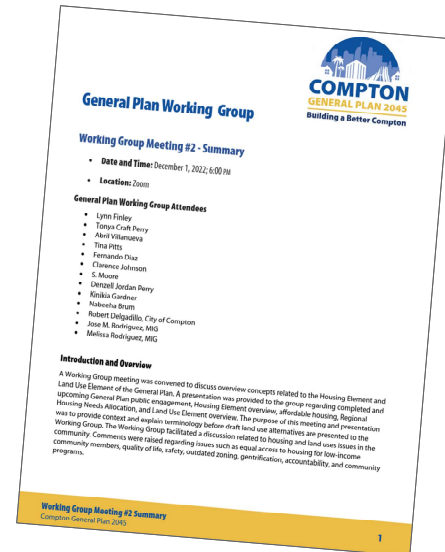 COMPTON
GENERAL PLAN 2045
Building a Better Compton
General Plan Working Group
Working Group Meeting #2 - Summary
• Date and Time: December 1, 2022; 6:00 PM
• Location: Zoom
General Plan Working Group Attendees
• Lynn Finley
• Tonya Craft Perry
• Abril Villanueva
• Tina Pitts
• Fernando Diaz
• Clarence Johnson
• S. Moore
• Denzell Jordan Perry
• Kinikia Gardner
• Nabeeha Brum
• Robert Delgadillo, City of Compton
• Jose M. Rodriguez, MIG
• Melissa Rodriguez, MIG
Introduction and Overview
A Working Group meeting was convened to discuss overview concepts related to the Housing Element and
Land Use Element of the General Plan. A presentation was provided to the group regarding completed and
upcoming General Plan public engagement, Housing Element overview, affordable housing, Regional
Housing Needs Allocation, and Land Use Element overview. The purpose of this meeting and presentation
was to provide context and explain terminology before draft land use alternatives are presented to the
Working Group. The Working Group facilitated a discussion related to housing and land uses issues in the
community. Comments were raised regarding issues such as equal access to housing for low-income
community members, quality of life, safety, outdated zoning, gentrification, accountability, and community
programs.
Working Group Meeting #2 Summary
Compton General Plan 2045
1